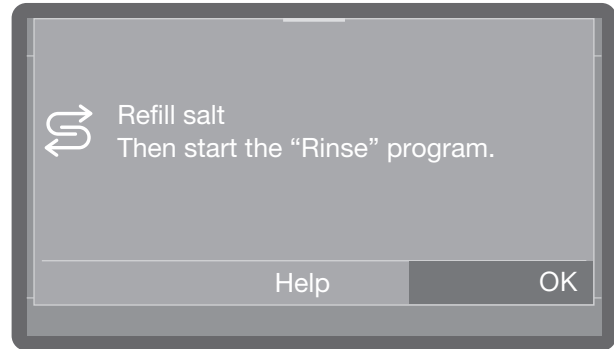 Refill salt
Then start the “Rinse” program.
Help
OK